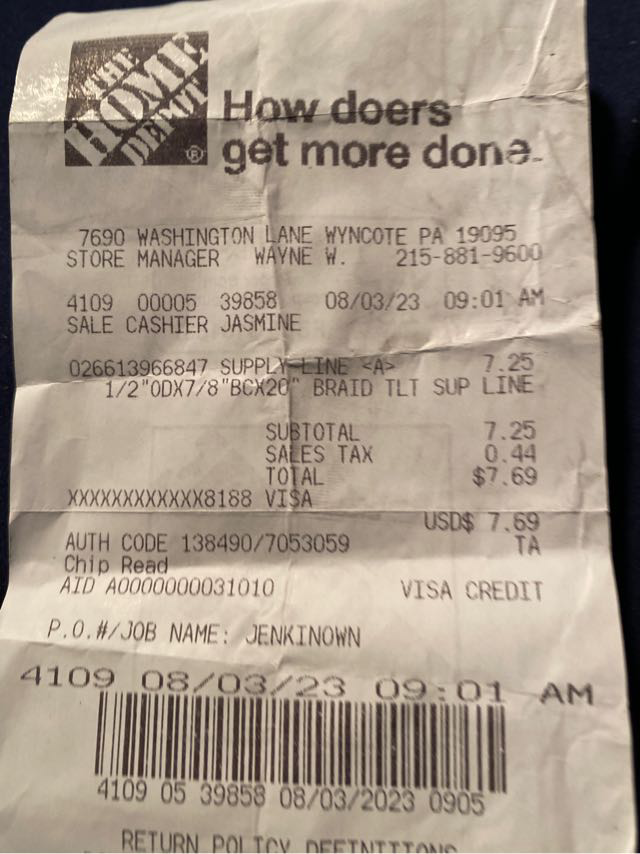 THE
HOME
DEPOT
®
How doers
get more done.
7690 WASHINGTON LANE WYNCOTE PA 19095
STORE MANAGER WAYNE W. 215-881-9600
4109 00005 39858 08/03/23 09:01 AM
SALE CASHIER JASMINE
026613966847 SUPPLY LINE <A> 7.25
1/2"ODX7/8"BCX20" BRAID TLT SUP LINE
SUBTOTAL 7.25
SALES TAX 0.44
TOTAL $7.69
XXXXXXXXXXXX8188 VISA
USD$ 7.69
AUTH CODE 138490/7053059 TA
Chip Read
AID A0000000031010 VISA CREDIT
P.O.#/JOB NAME: JENKINOWN
4109 08/03/23 09:01 AM
4109 05 39858 08/03/2023 0905
RETURN POLICY DEFINITIONS